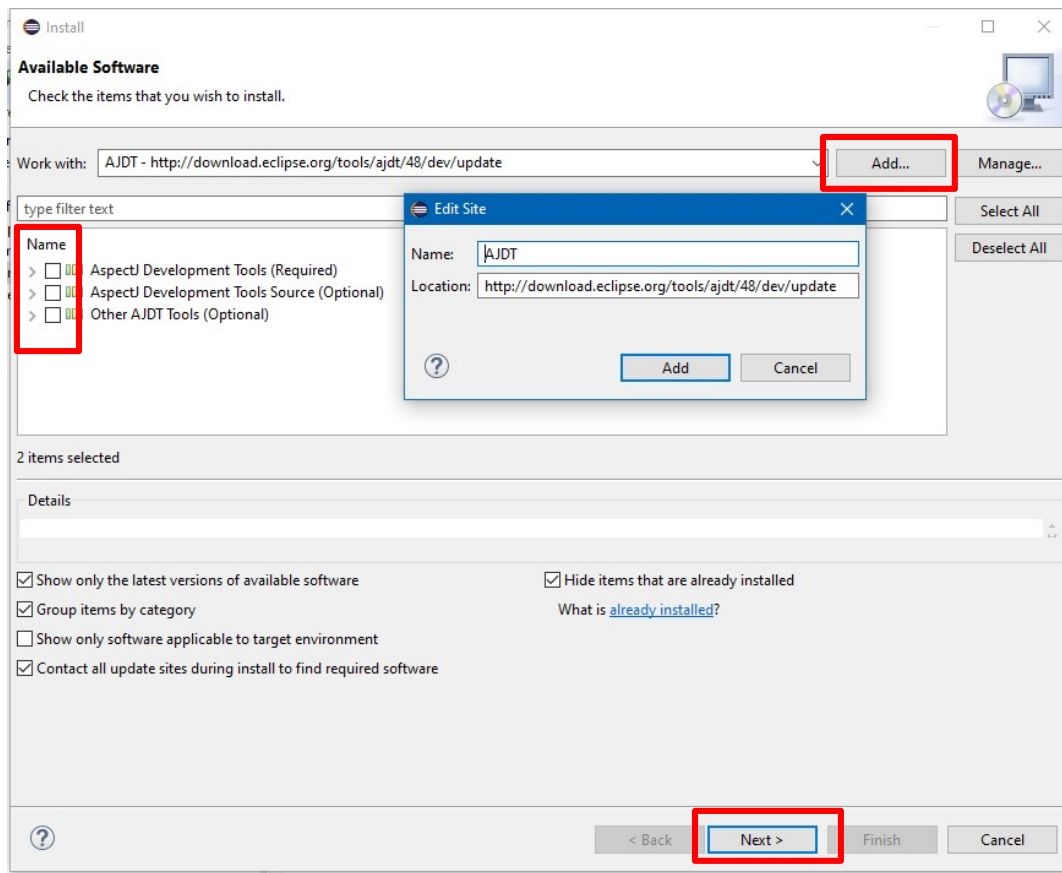 Install
Available Software
Check the items that you wish to install.
Work with: AJDT - http://download.eclipse.org/tools/ajdt/48/dev/update Add... Manage...
type filter text Select All
Deselect All
Name
AspectJ Development Tools (Required)
AspectJ Development Tools Source (Optional)
Other AJDT Tools (Optional)
Edit Site
Name: AJDT
Location: http://download.eclipse.org/tools/ajdt/48/dev/update
? Add Cancel
2 items selected
Details
Show only the latest versions of available software
Hide items that are already installed
Group items by category
What is already installed?
Show only software applicable to target environment
Contact all update sites during install to find required software
? < Back Next > Finish Cancel